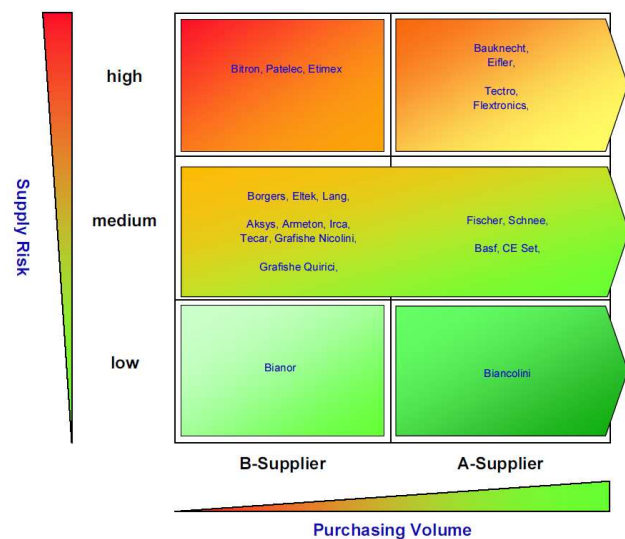 high
Bitron, Patelec, Etimex
Bauknecht,
Eifler,
Tectro,
Flextronics,
Supply Risk
medium
Borgers, Eltek, Lang,
Aksys, Armeton, Irca,
Tecar, Grafishe Nicolini,
Grafishe Quirici,
Fischer, Schnee,
Basf, CE Set,
low
Bianor
Biancolini
B-Supplier
A-Supplier
Purchasing Volume